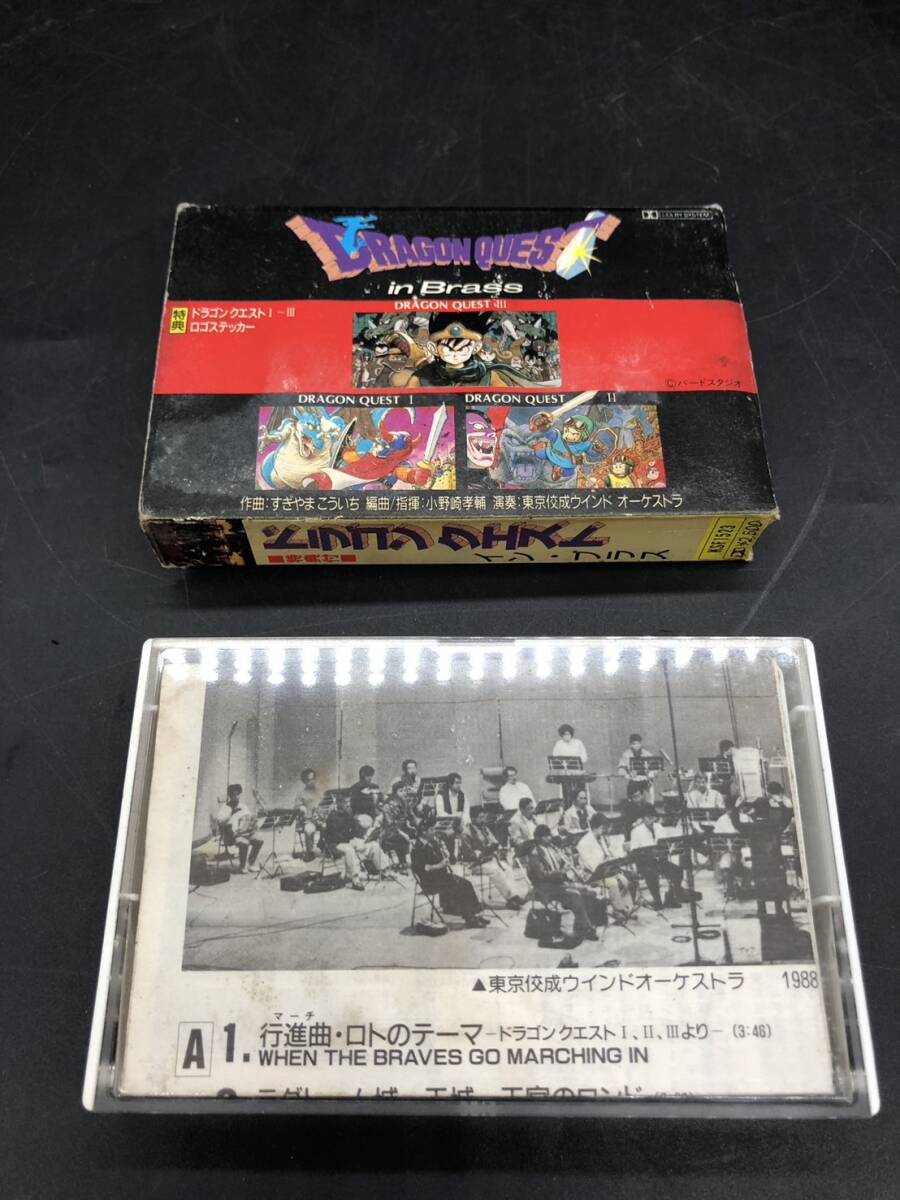 DOLBY SYSTEM
DRAGON QUEST
in Brass
DRAGON QUEST III
特典
ドラゴンクエストI〜III
ロゴステッカー
©バードスタジオ
DRAGON QUEST I
DRAGON QUEST II
作曲:すぎやまこういち 編曲/指揮:小野崎孝輔 演奏:東京佼成ウインド オーケストラ
ドラゴンクエスト
■特典付■
イン・ブラス
KSF1523
¥2,500
▲東京佼成ウインドオーケストラ 1988
マーチ
A 1. 行進曲・ロトのテーマ-ドラゴンクエストI、II、IIIより- (3:46)
WHEN THE BRAVES GO MARCHING IN